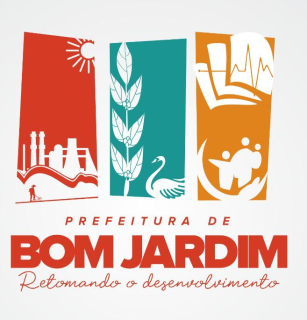 PREFEITURA DE
BOM JARDIM
Retomando o desenvolvimento